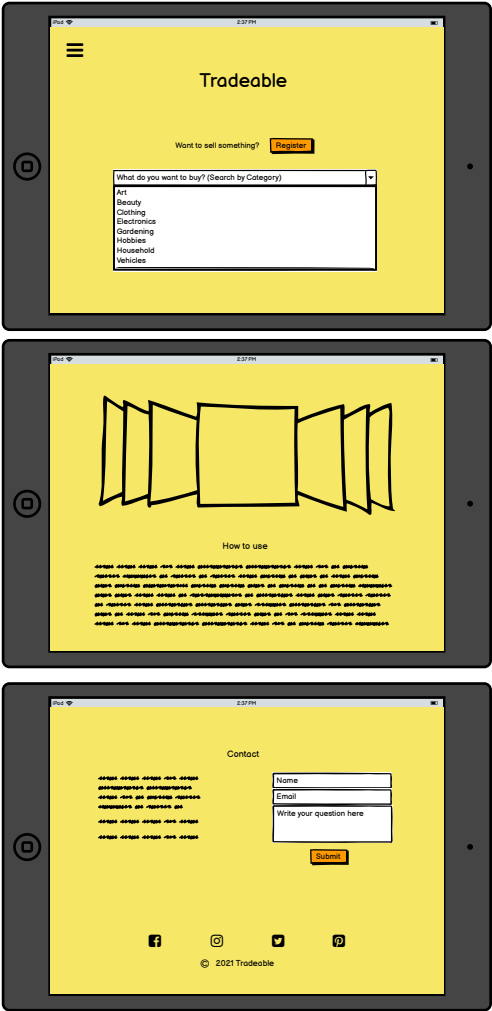 iPad 2:37 PM
Tradeable
Want to sell something? Register
What do you want to buy? (Search by Category)
Art
Beauty
Clothing
Electronics
Gardening
Hobbies
Household
Vehicles
iPad 2:37 PM
How to use
iPad 2:37 PM
Contact
Name
Email
Write your question here
Submit
© 2021 Tradeable